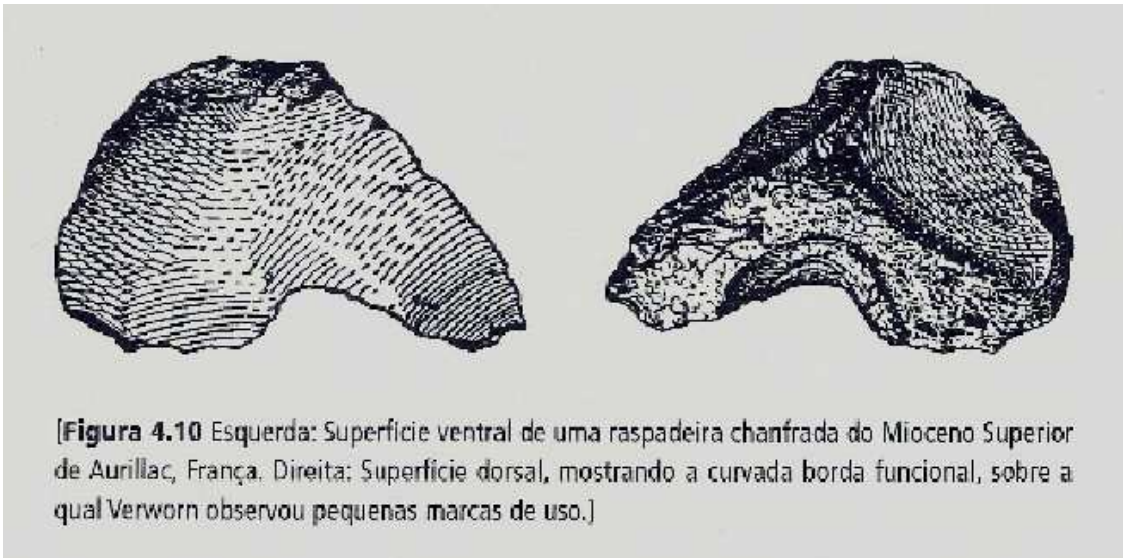 [Figura 4.10 Esquerda: Superfície ventral de uma raspadeira chanfrada do Mioceno Superior
de Aurillac, França. Direita: Superfície dorsal, mostrando a curvada borda funcional, sobre a
qual Verworn observou pequenas marcas de uso.]